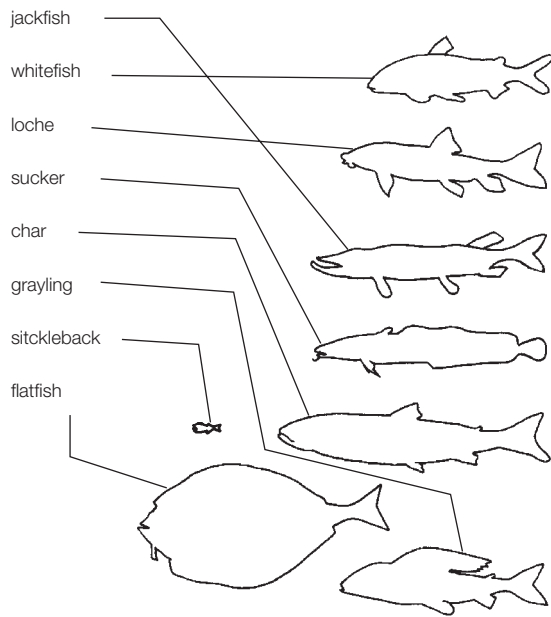 jackfish
whitefish
loche
sucker
char
grayling
sitckleback
flatfish